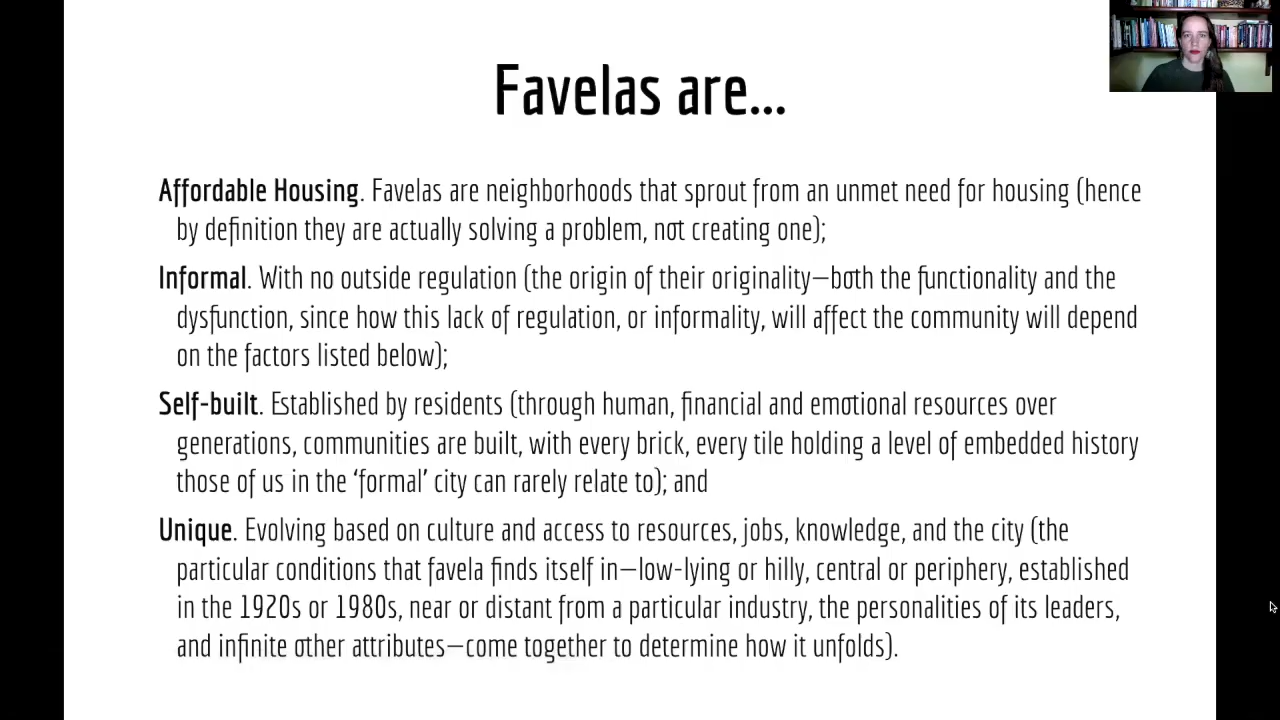 Favelas are...
Affordable Housing. Favelas are neighborhoods that sprout from an unmet need for housing (hence
by definition they are actually solving a problem, not creating one);
Informal. With no outside regulation (the origin of their originality—both the functionality and the
dysfunction, since how this lack of regulation, or informality, will affect the community will depend
on the factors listed below);
Self-built. Established by residents (through human, financial and emotional resources over
generations, communities are built, with every brick, every tile holding a level of embedded history
those of us in the ‘formal’ city can rarely relate to); and
Unique. Evolving based on culture and access to resources, jobs, knowledge, and the city (the
particular conditions that favela finds itself in—low-lying or hilly, central or periphery, established
in the 1920s or 1980s, near or distant from a particular industry, the personalities of its leaders,
and infinite other attributes—come together to determine how it unfolds).